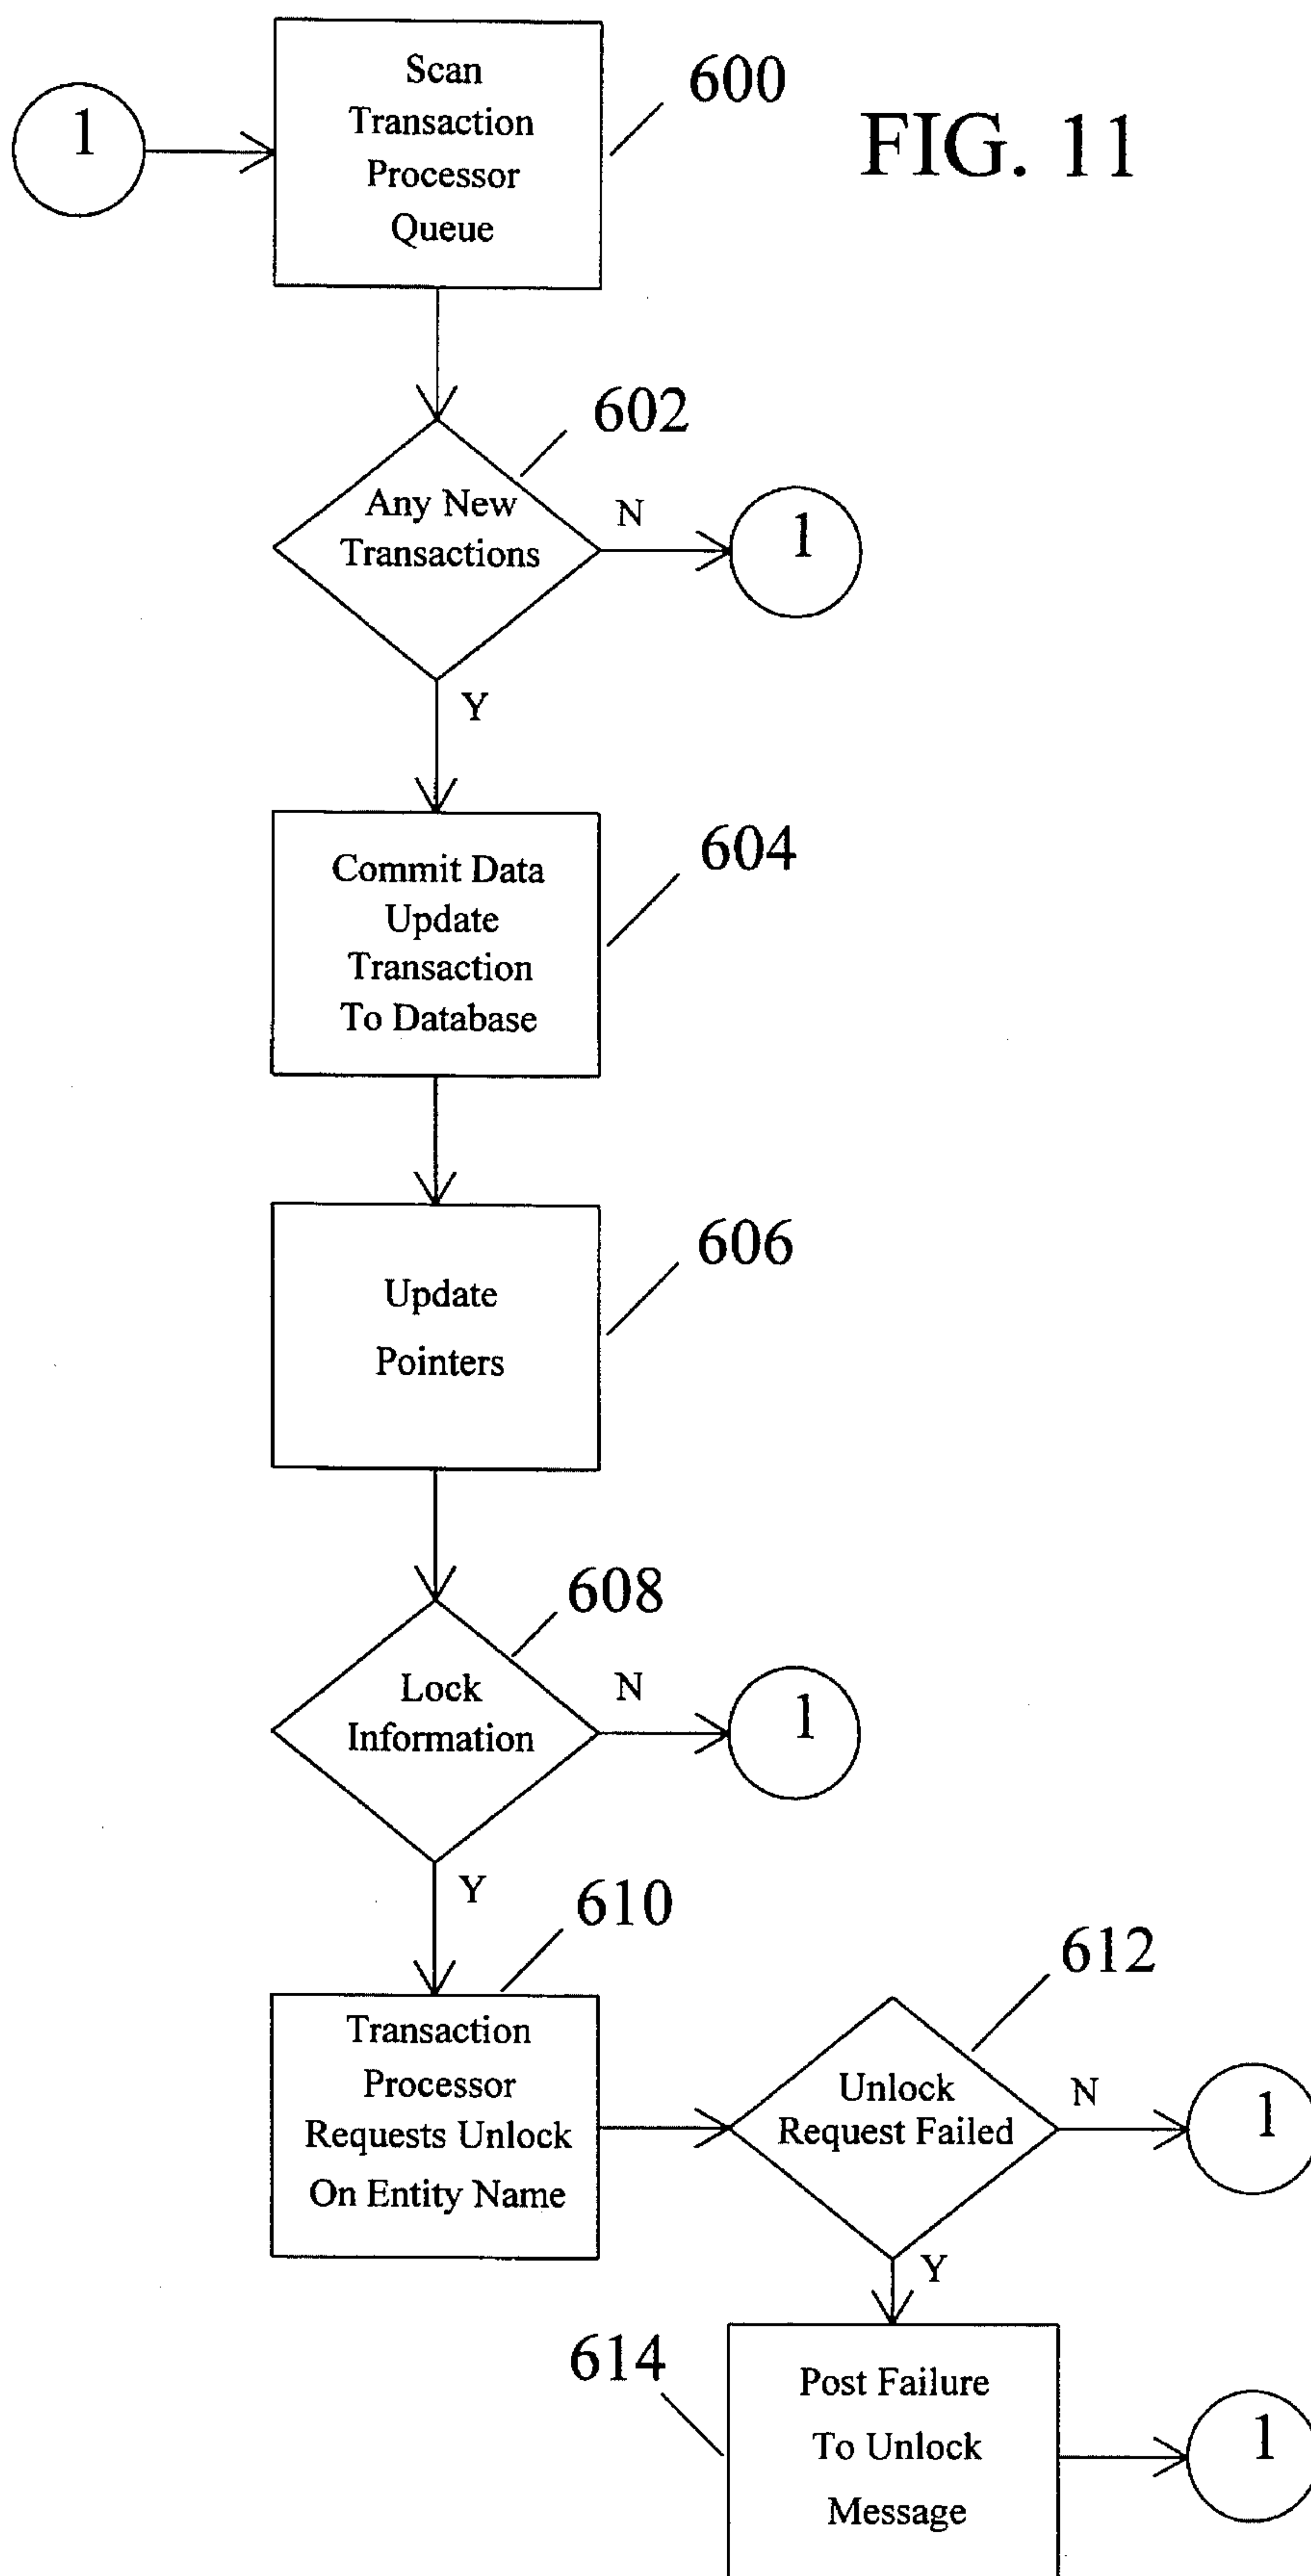 1
Scan
Transaction
Processor
Queue
600
FIG. 11
602
Any New
Transactions
N
1
Y
604
Commit Data
Update
Transaction
To Database
606
Update
Pointers
608
Lock
Information
N
1
Y
610
Transaction
Processor
Requests Unlock
On Entity Name
612
Unlock
Request Failed
N
1
Y
614
Post Failure
To Unlock
Message
1